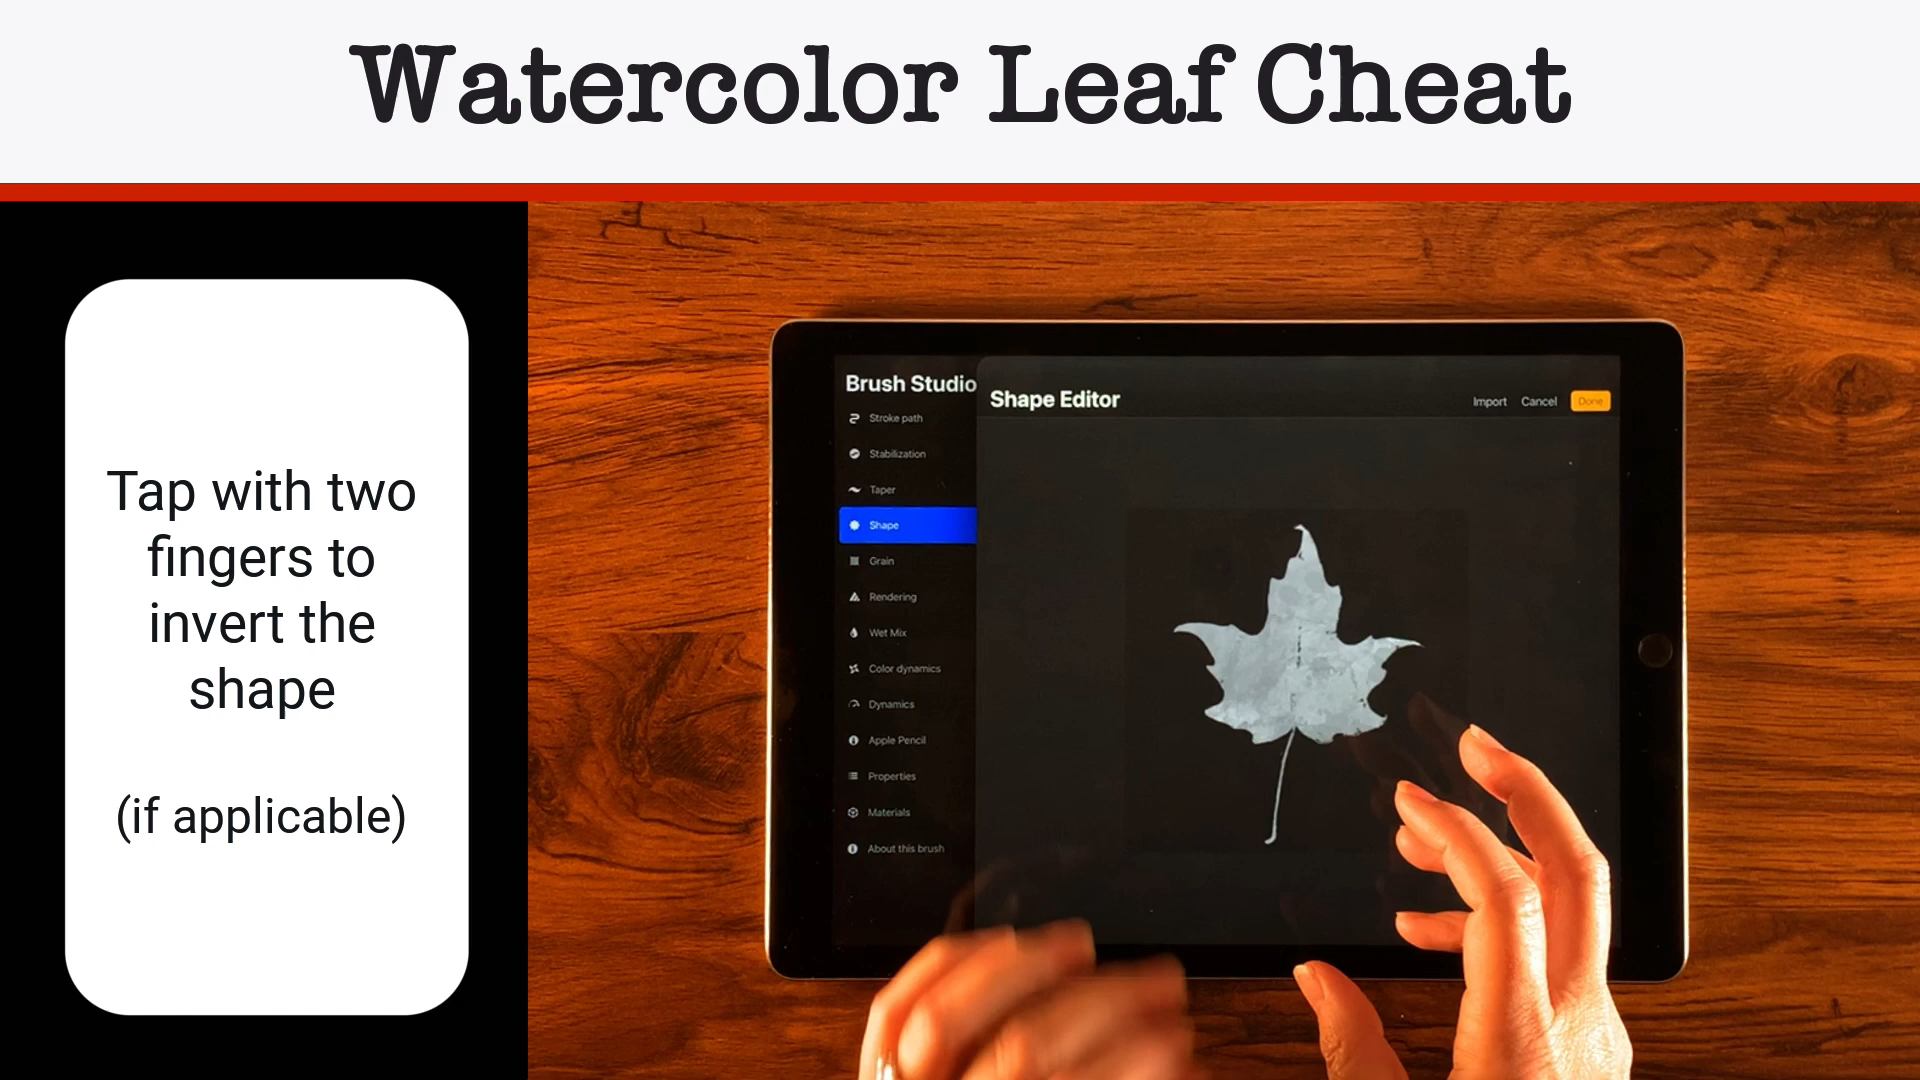 Watercolor Leaf Cheat
Tap with two
fingers to
invert the
shape
(if applicable)
Brush Studio
Stroke path
Stabilization
Taper
Shape
Grain
Rendering
Wet Mix
Color dynamics
Dynamics
Apple Pencil
Properties
Materials
About this brush
Shape Editor
Import
Cancel
Done